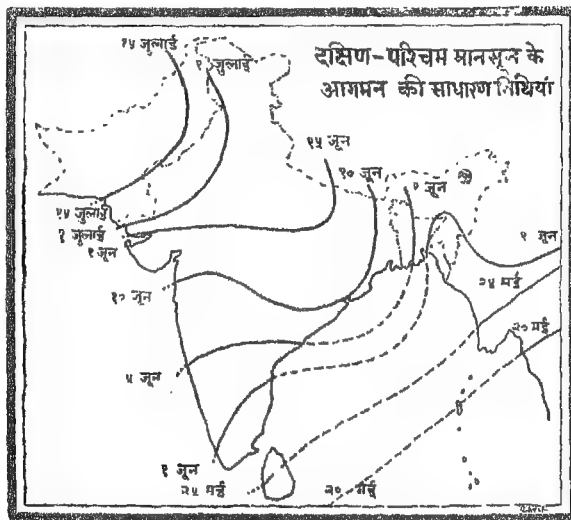 दक्षिण-पश्चिम मानसून के
आगमन की साधारण तिथियां
१५ जुलाई
१ जुलाई
१५ जून
१० जून
५ जून
१५ जुलाई
१ जुलाई
१ जून
१० जून
५ जून
१ जून
२५ मई
२० मई
१ जून
२५ मई
२० मई